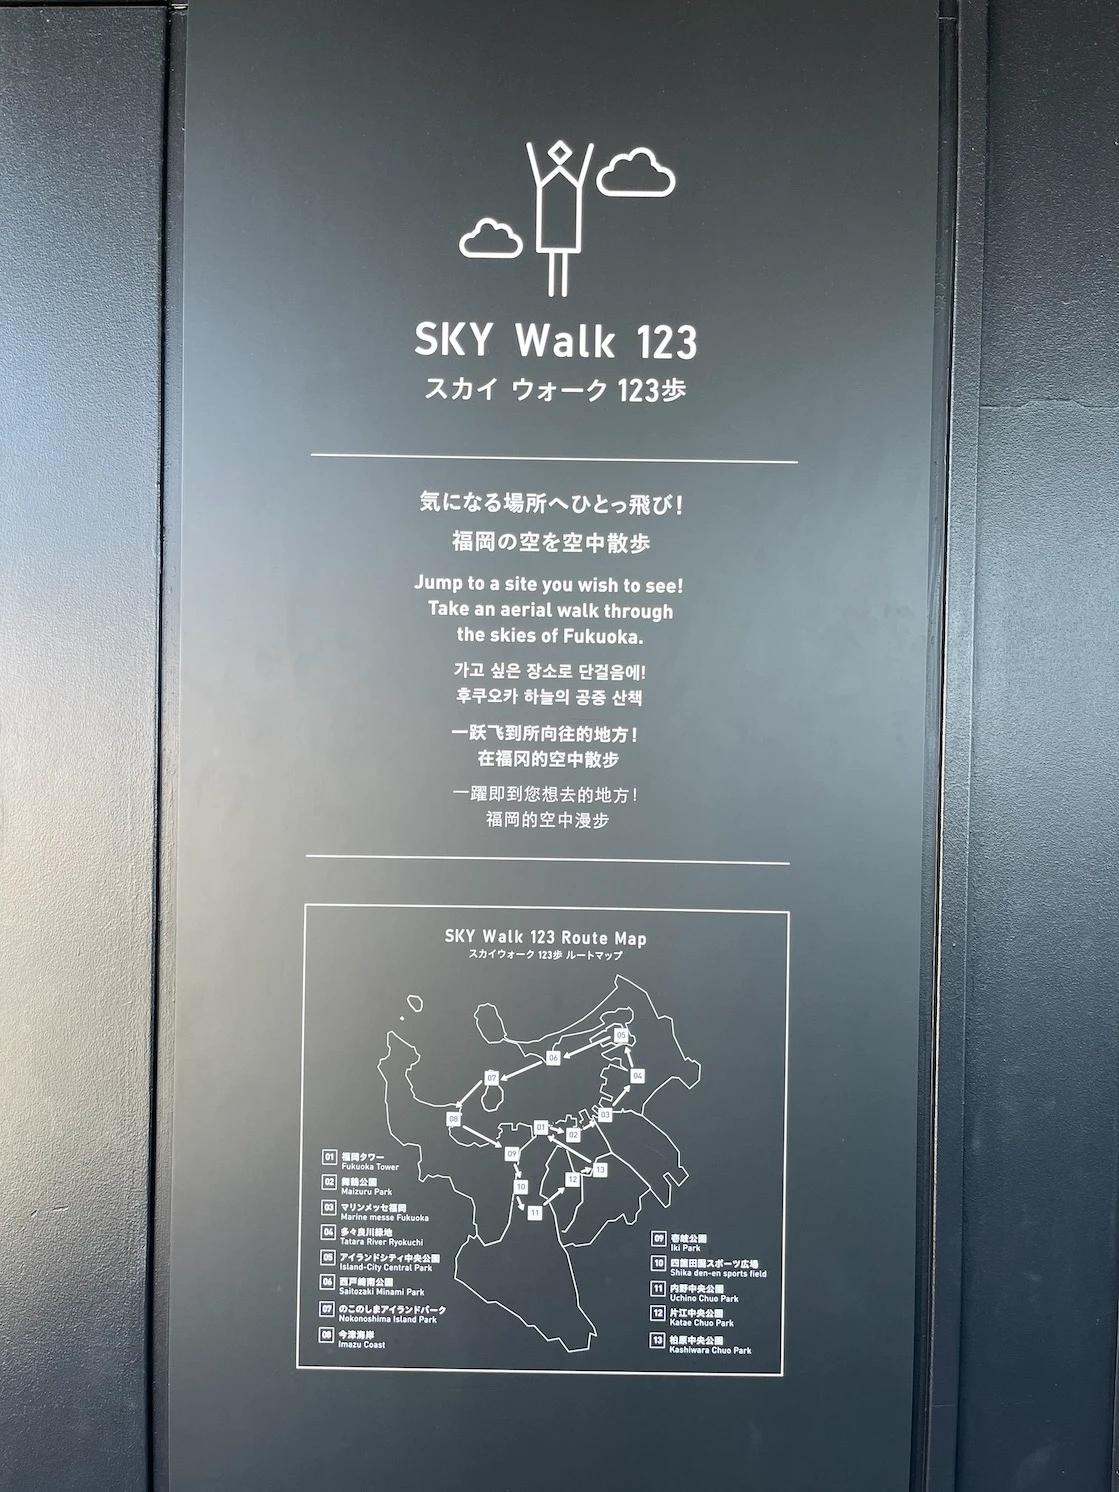 SKY Walk 123
スカイ ウォーク 123歩
気になる場所へひとっ飛び!
福岡の空を空中散歩
Jump to a site you wish to see!
Take an aerial walk through
the skies of Fukuoka.
가고 싶은 장소로 단걸음에!
후쿠오카 하늘의 공중 산책
一跃飞到所向往的地方!
在福冈的空中散步
一躍即到您想去的地方!
福岡的空中漫步
SKY Walk 123 Route Map
スカイウォーク 123歩 ルートマップ
05
06
04
07
03
08
01
02
09
13
12
10
11
01 福岡タワー
Fukuoka Tower
02 舞鶴公園
Maizuru Park
03 マリンメッセ福岡
Marine messe Fukuoka
04 多々良川緑地
Tatara River Ryokuchi
05 アイランドシティ中央公園
Island-City Central Park
06 西戸崎南公園
Saitozaki Minami Park
07 のこのしまアイランドパーク
Nokonoshima Island Park
08 今津海岸
Imazu Coast
09 壱岐公園
Iki Park
10 四箇田園スポーツ広場
Shika den-en sports field
11 内野中央公園
Uchino Chuo Park
12 片江中央公園
Katae Chuo Park
13 柏原中央公園
Kashiwara Chuo Park